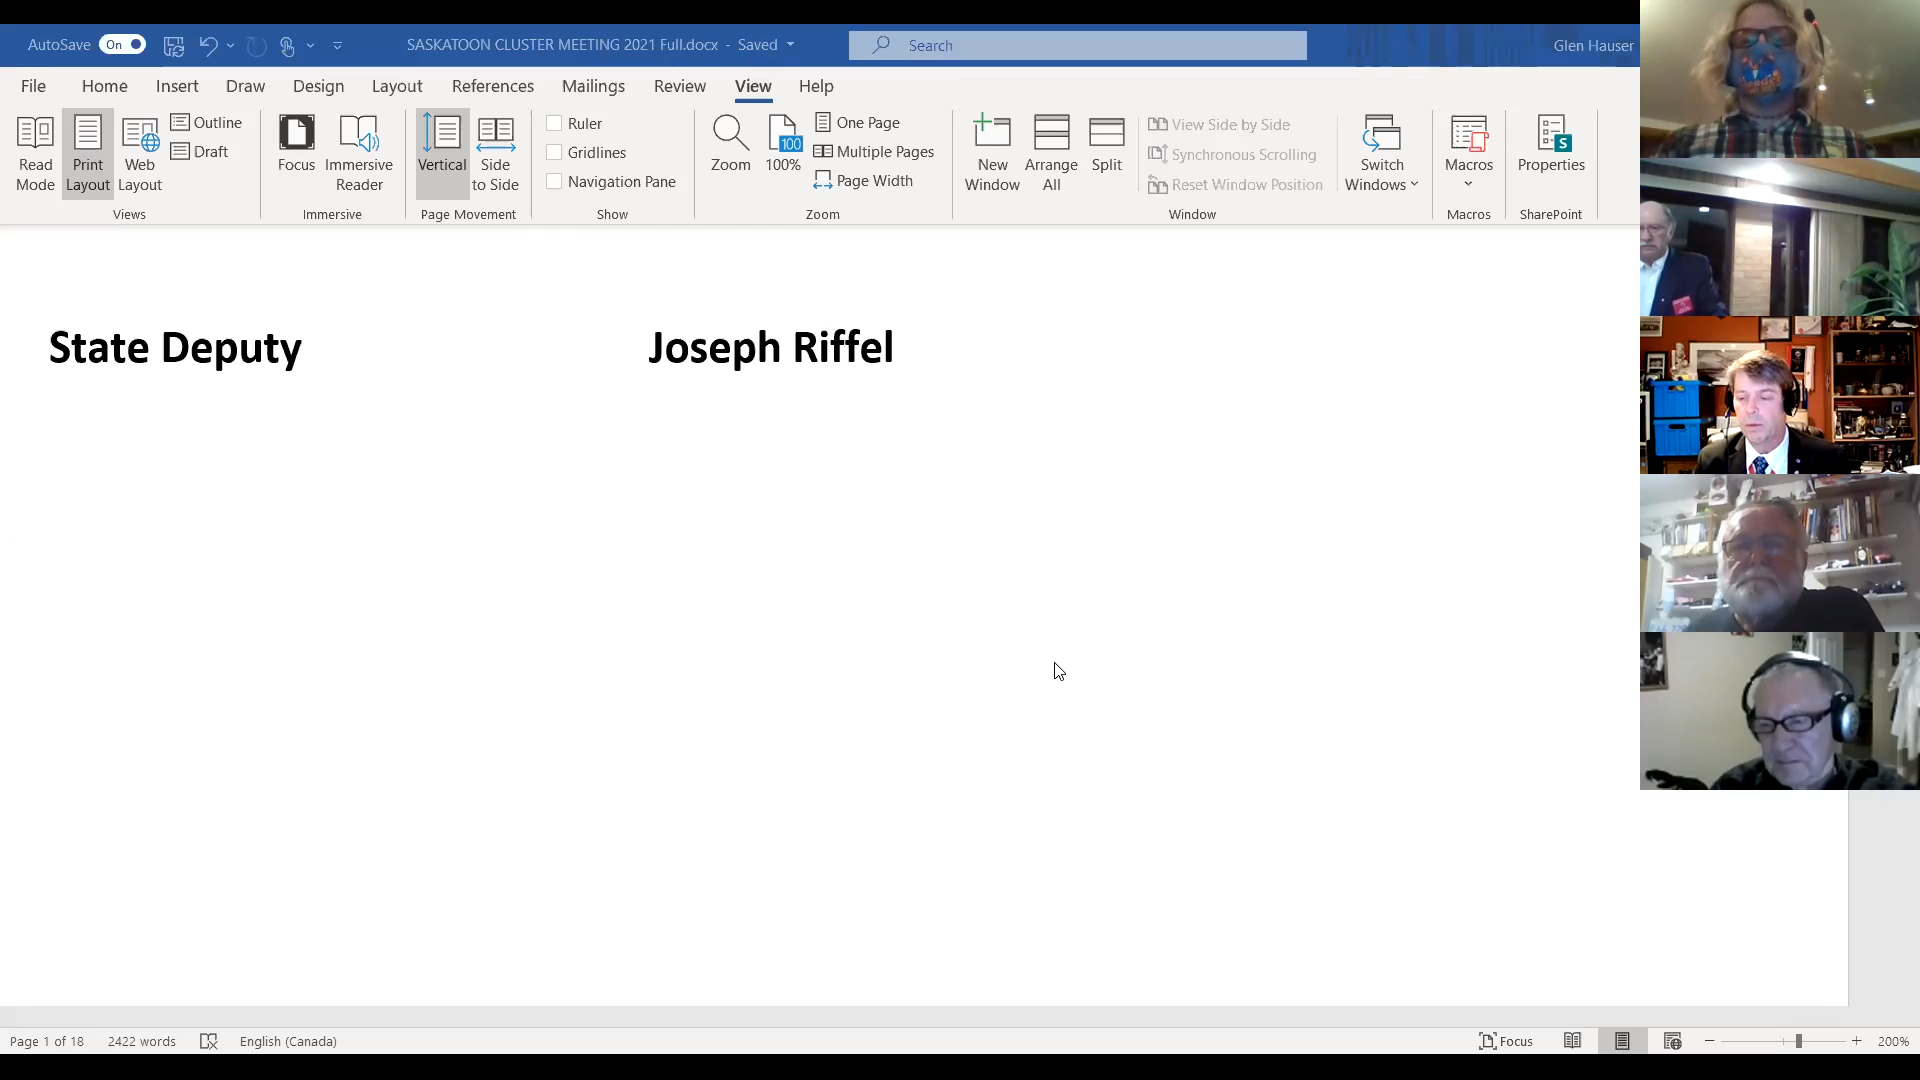 AutoSave On SASKATOON CLUSTER MEETING 2021 Full.docx - Saved Search Glen Hauser
File Home Insert Draw Design Layout References Mailings Review View Help
Read Mode
Print Layout
Web Layout
Outline
Draft
Views
Focus
Immersive Reader
Immersive
Vertical
Side to Side
Page Movement
Ruler
Gridlines
Navigation Pane
Show
Zoom
100
100%
One Page
Multiple Pages
Page Width
Zoom
New Window
Arrange All
Split
View Side by Side
Synchronous Scrolling
Reset Window Position
Switch Windows
Window
Macros
Macros
S
Properties
SharePoint
State Deputy Joseph Riffel
Page 1 of 18 2422 words English (Canada) Focus 200%